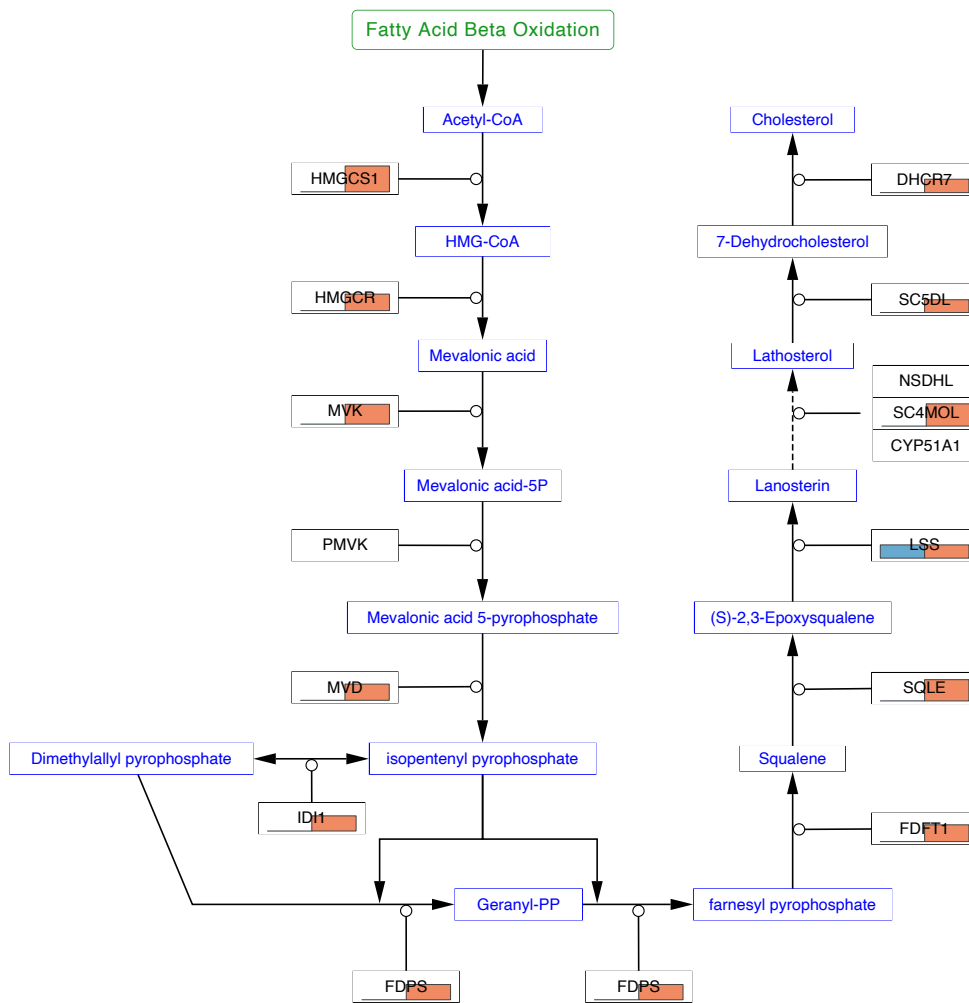 Fatty Acid Beta Oxidation
Acetyl-CoA
HMGCS1
HMG-CoA
HMGCR
Mevalonic acid
MVK
Mevalonic acid-5P
PMVK
Mevalonic acid 5-pyrophosphate
MVD
Dimethylallyl pyrophosphate
isopentenyl pyrophosphate
IDI1
Geranyl-PP
FDPS
FDPS
farnesyl pyrophosphate
FDFT1
Squalene
SQLE
(S)-2,3-Epoxysqualene
LSS
Lanosterin
NSDHL
SC4MOL
CYP51A1
Lathosterol
SC5DL
7-Dehydrocholesterol
DHCR7
Cholesterol